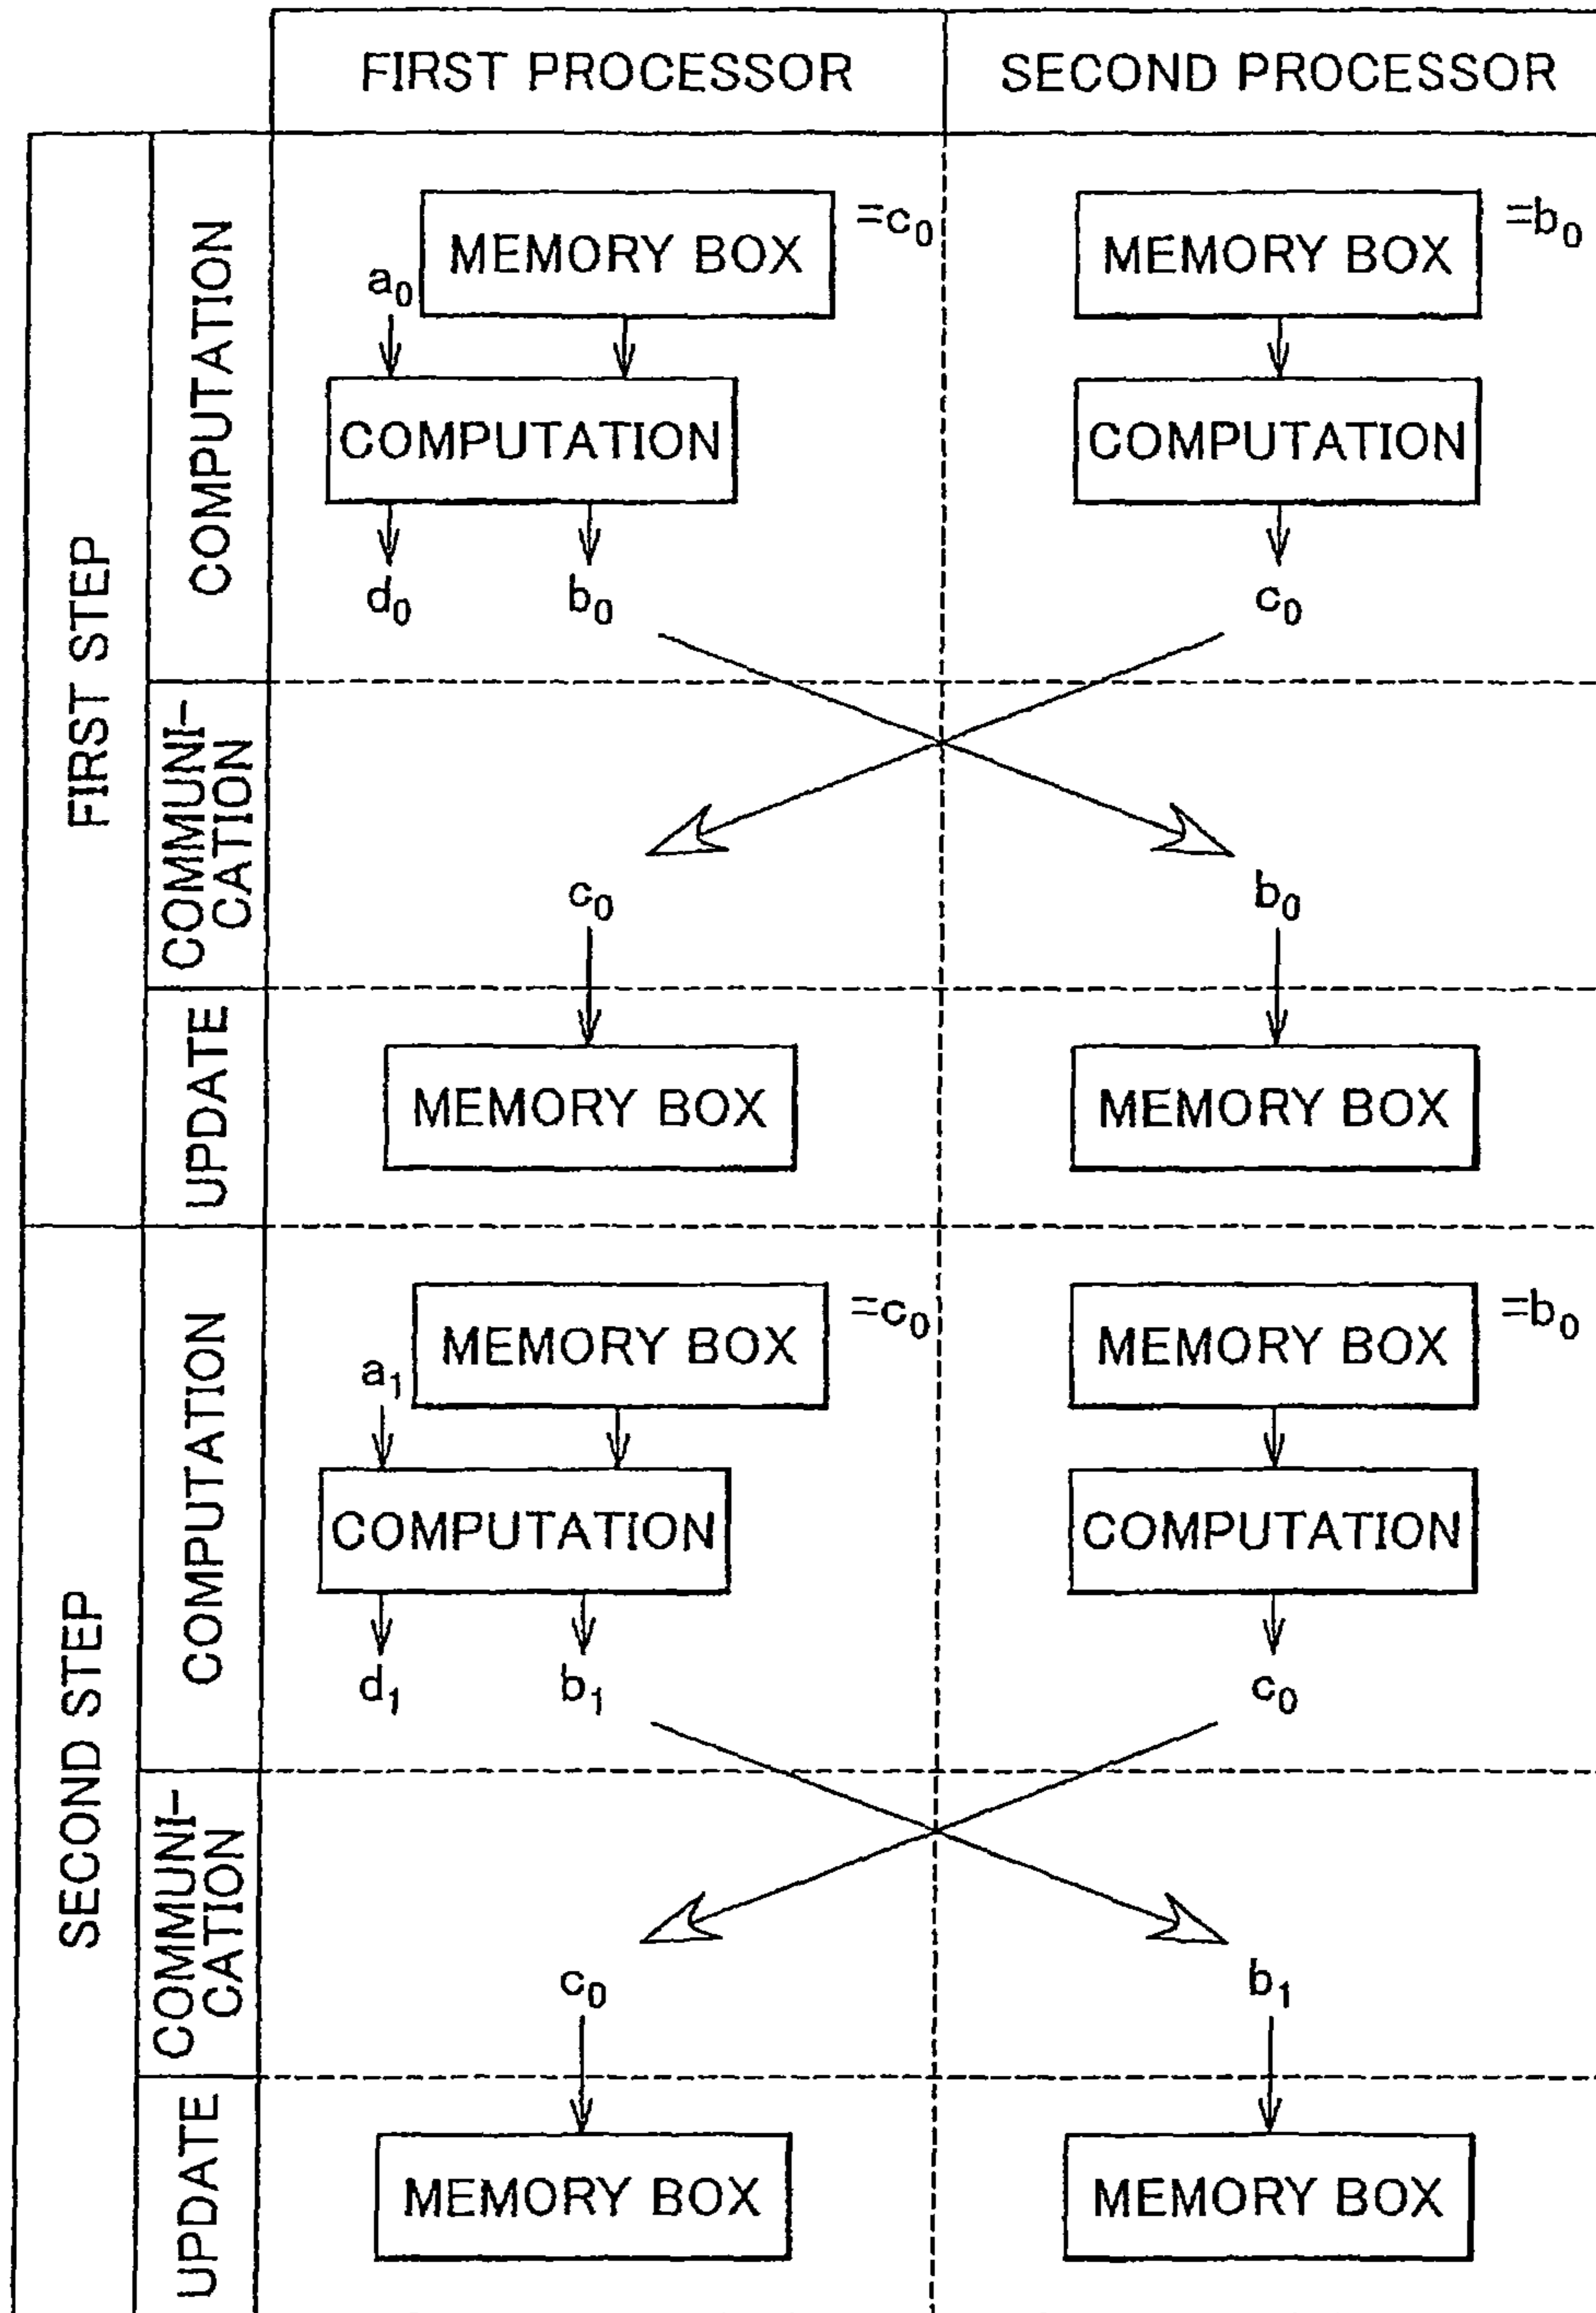 FIRST PROCESSOR SECOND PROCESSOR
FIRST STEP
COMPUTATION
MEMORY BOX =c₀ MEMORY BOX =b₀
a₀
COMPUTATION COMPUTATION
d₀ b₀ c₀
COMMUNI-
CATION
c₀ b₀
UPDATE
MEMORY BOX MEMORY BOX
SECOND STEP
COMPUTATION
MEMORY BOX =c₀ MEMORY BOX =b₀
a₁
COMPUTATION COMPUTATION
d₁ b₁ c₀
COMMUNI-
CATION
c₀ b₁
UPDATE
MEMORY BOX MEMORY BOX